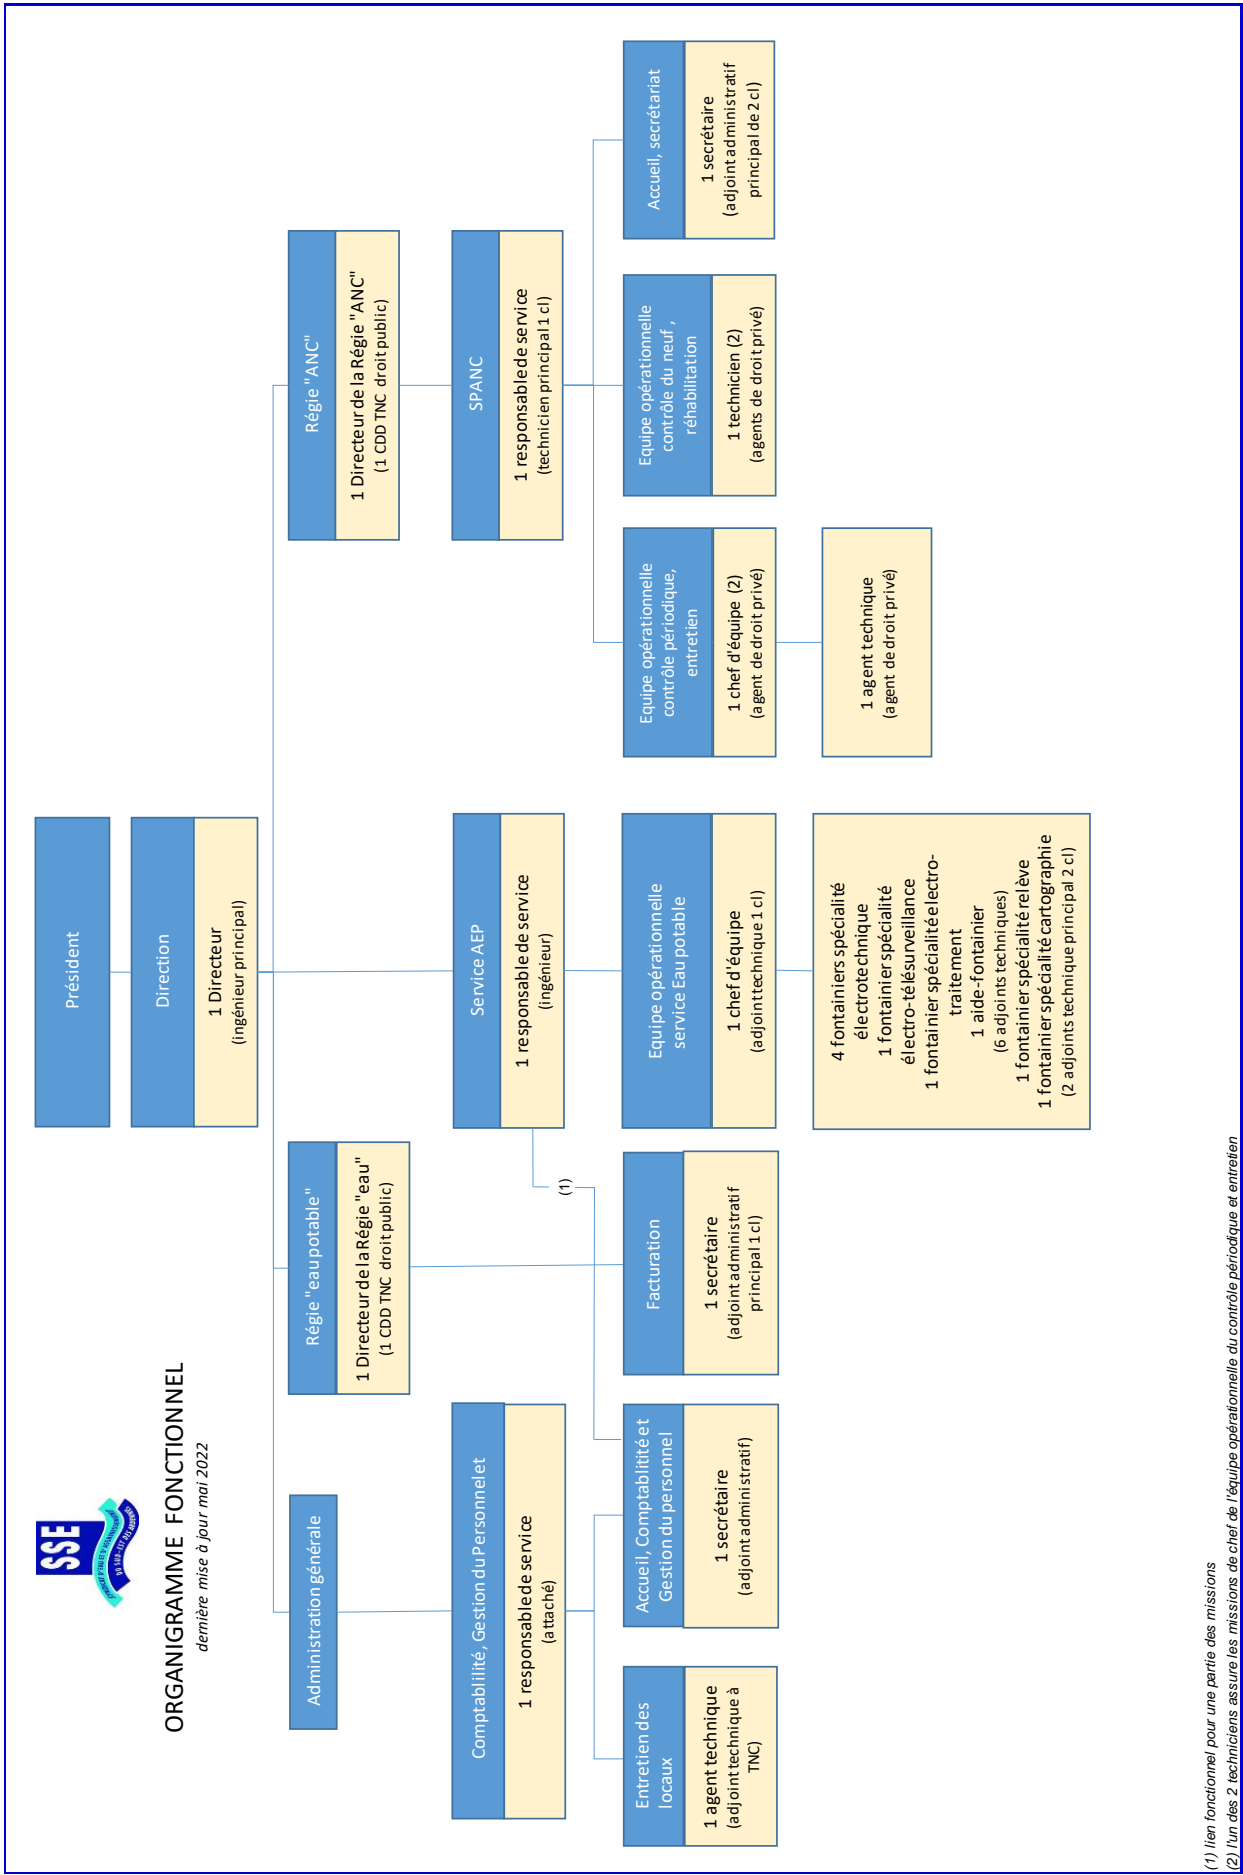 SSE
SYNDICAT D'EAU ET D'ASSAINISSEMENT
DU SUD-EST DES ARDENNES
ORGANIGRAMME FONCTIONNEL
dernière mise à jour mai 2022
Président
Direction
1 Directeur
(ingénieur principal)
Administration générale
Régie "eau potable"
1 Directeur de la Régie "eau"
(1 CDD TNC droit public)
Régie "ANC"
1 Directeur de la Régie "ANC"
(1 CDD TNC droit public)
Comptablilité, Gestion du Personnel et
1 responsable de service
(attaché)
Service AEP
1 responsable de service
(ingénieur)
SPANC
1 responsable de service
(technicien principal 1 cl)
(1)
Entretien des
locaux
1 agent technique
(adjoint technique à
TNC)
Accueil, Comptablitité et
Gestion du personnel
1 secrétaire
(adjoint administratif)
Facturation
1 secrétaire
(adjoint administratif
principal 1 cl)
Equipe opérationnelle
service Eau potable
1 chef d'équipe
(adjoint technique 1 cl)
Equipe opérationnelle
contrôle périodique,
entretien
1 chef d'équipe (2)
(agent de droit privé)
Equipe opérationnelle
contrôle du neuf ,
réhabilitation
1 technicien (2)
(agents de droit privé)
Accueil, secrétariat
1 secrétaire
(adjoint administratif
principal de 2 cl)
4 fontainiers spécialité
électrotechnique
1 fontainier spécialité
électro-télésurveillance
1 fontainier spécialité electro-
traitement
1 aide-fontainier
(6 adjoints techniques)
1 fontainier spécialité relève
1 fontainier spécialité cartographie
(2 adjoints technique principal 2 cl)
1 agent technique
(agent de droit privé)
(1) lien fonctionnel pour une partie des missions
(2) l'un des 2 techniciens assure les missions de chef de l'équipe opérationnelle du contrôle périodique et entretien